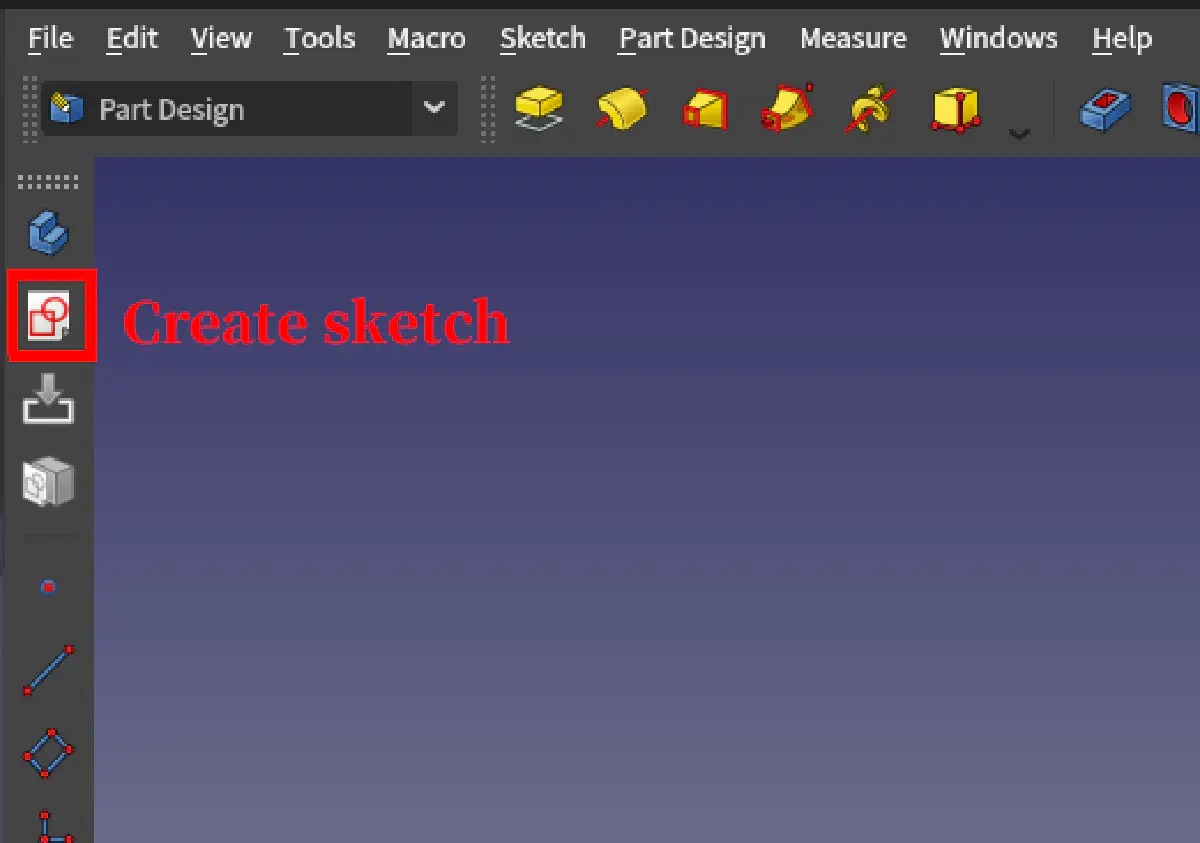 File Edit View Tools Macro Sketch Part Design Measure Windows Help
Part Design
Create sketch